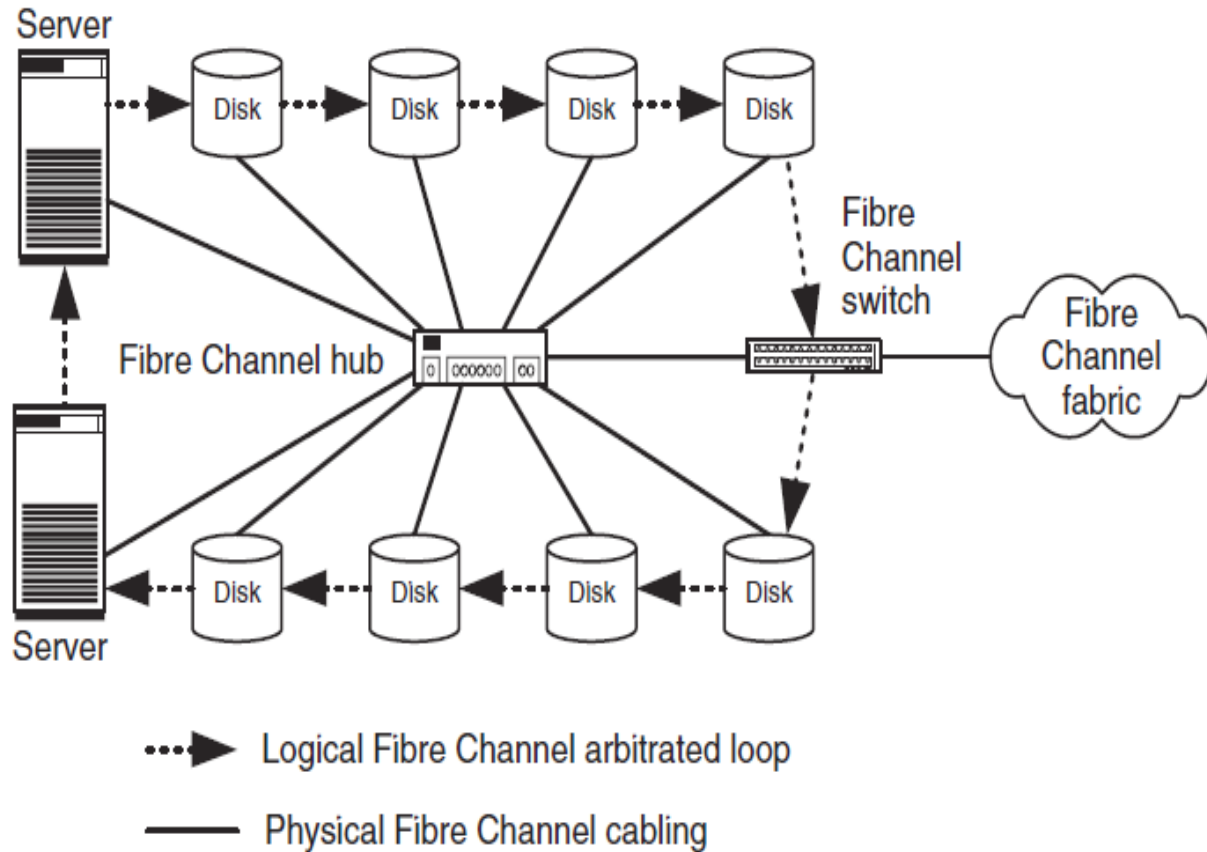 Server
Disk
Disk
Disk
Disk
Fibre
Channel
switch
Fibre Channel hub
Fibre
Channel
fabric
Disk
Disk
Disk
Disk
Server
Logical Fibre Channel arbitrated loop
Physical Fibre Channel cabling